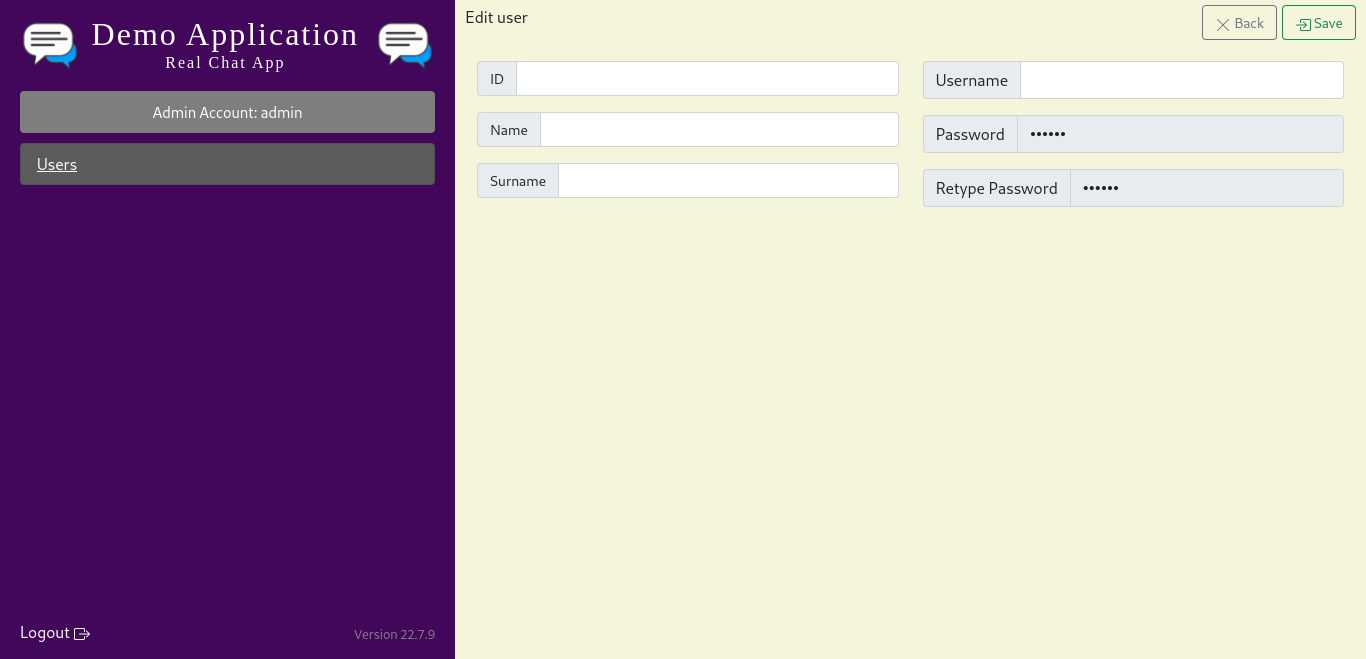 Demo Application
Real Chat App
Admin Account: admin
Users
Logout
Version 22.7.9
Edit user
Back
Save
ID
Name
Surname
Username
Password ••••••
Retype Password ••••••